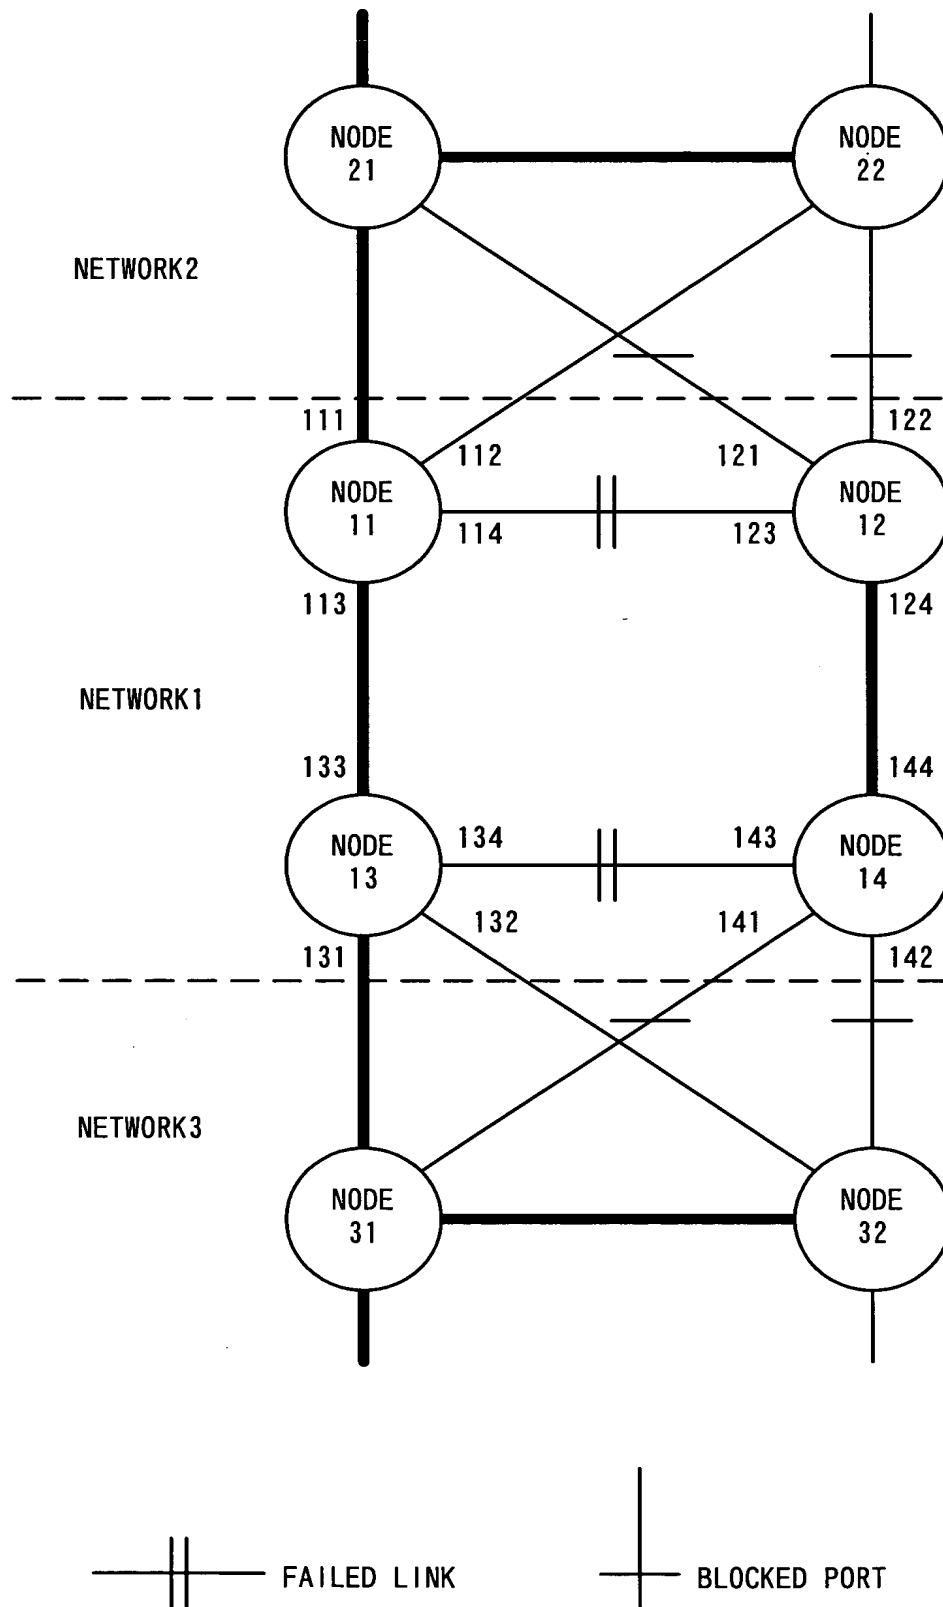 NODE
21
NODE
22
NETWORK2
111
122
112
121
NODE
11
NODE
12
114
123
113
124
NETWORK1
133
144
134
143
NODE
13
NODE
14
132
141
131
142
NETWORK3
NODE
31
NODE
32
FAILED LINK
BLOCKED PORT